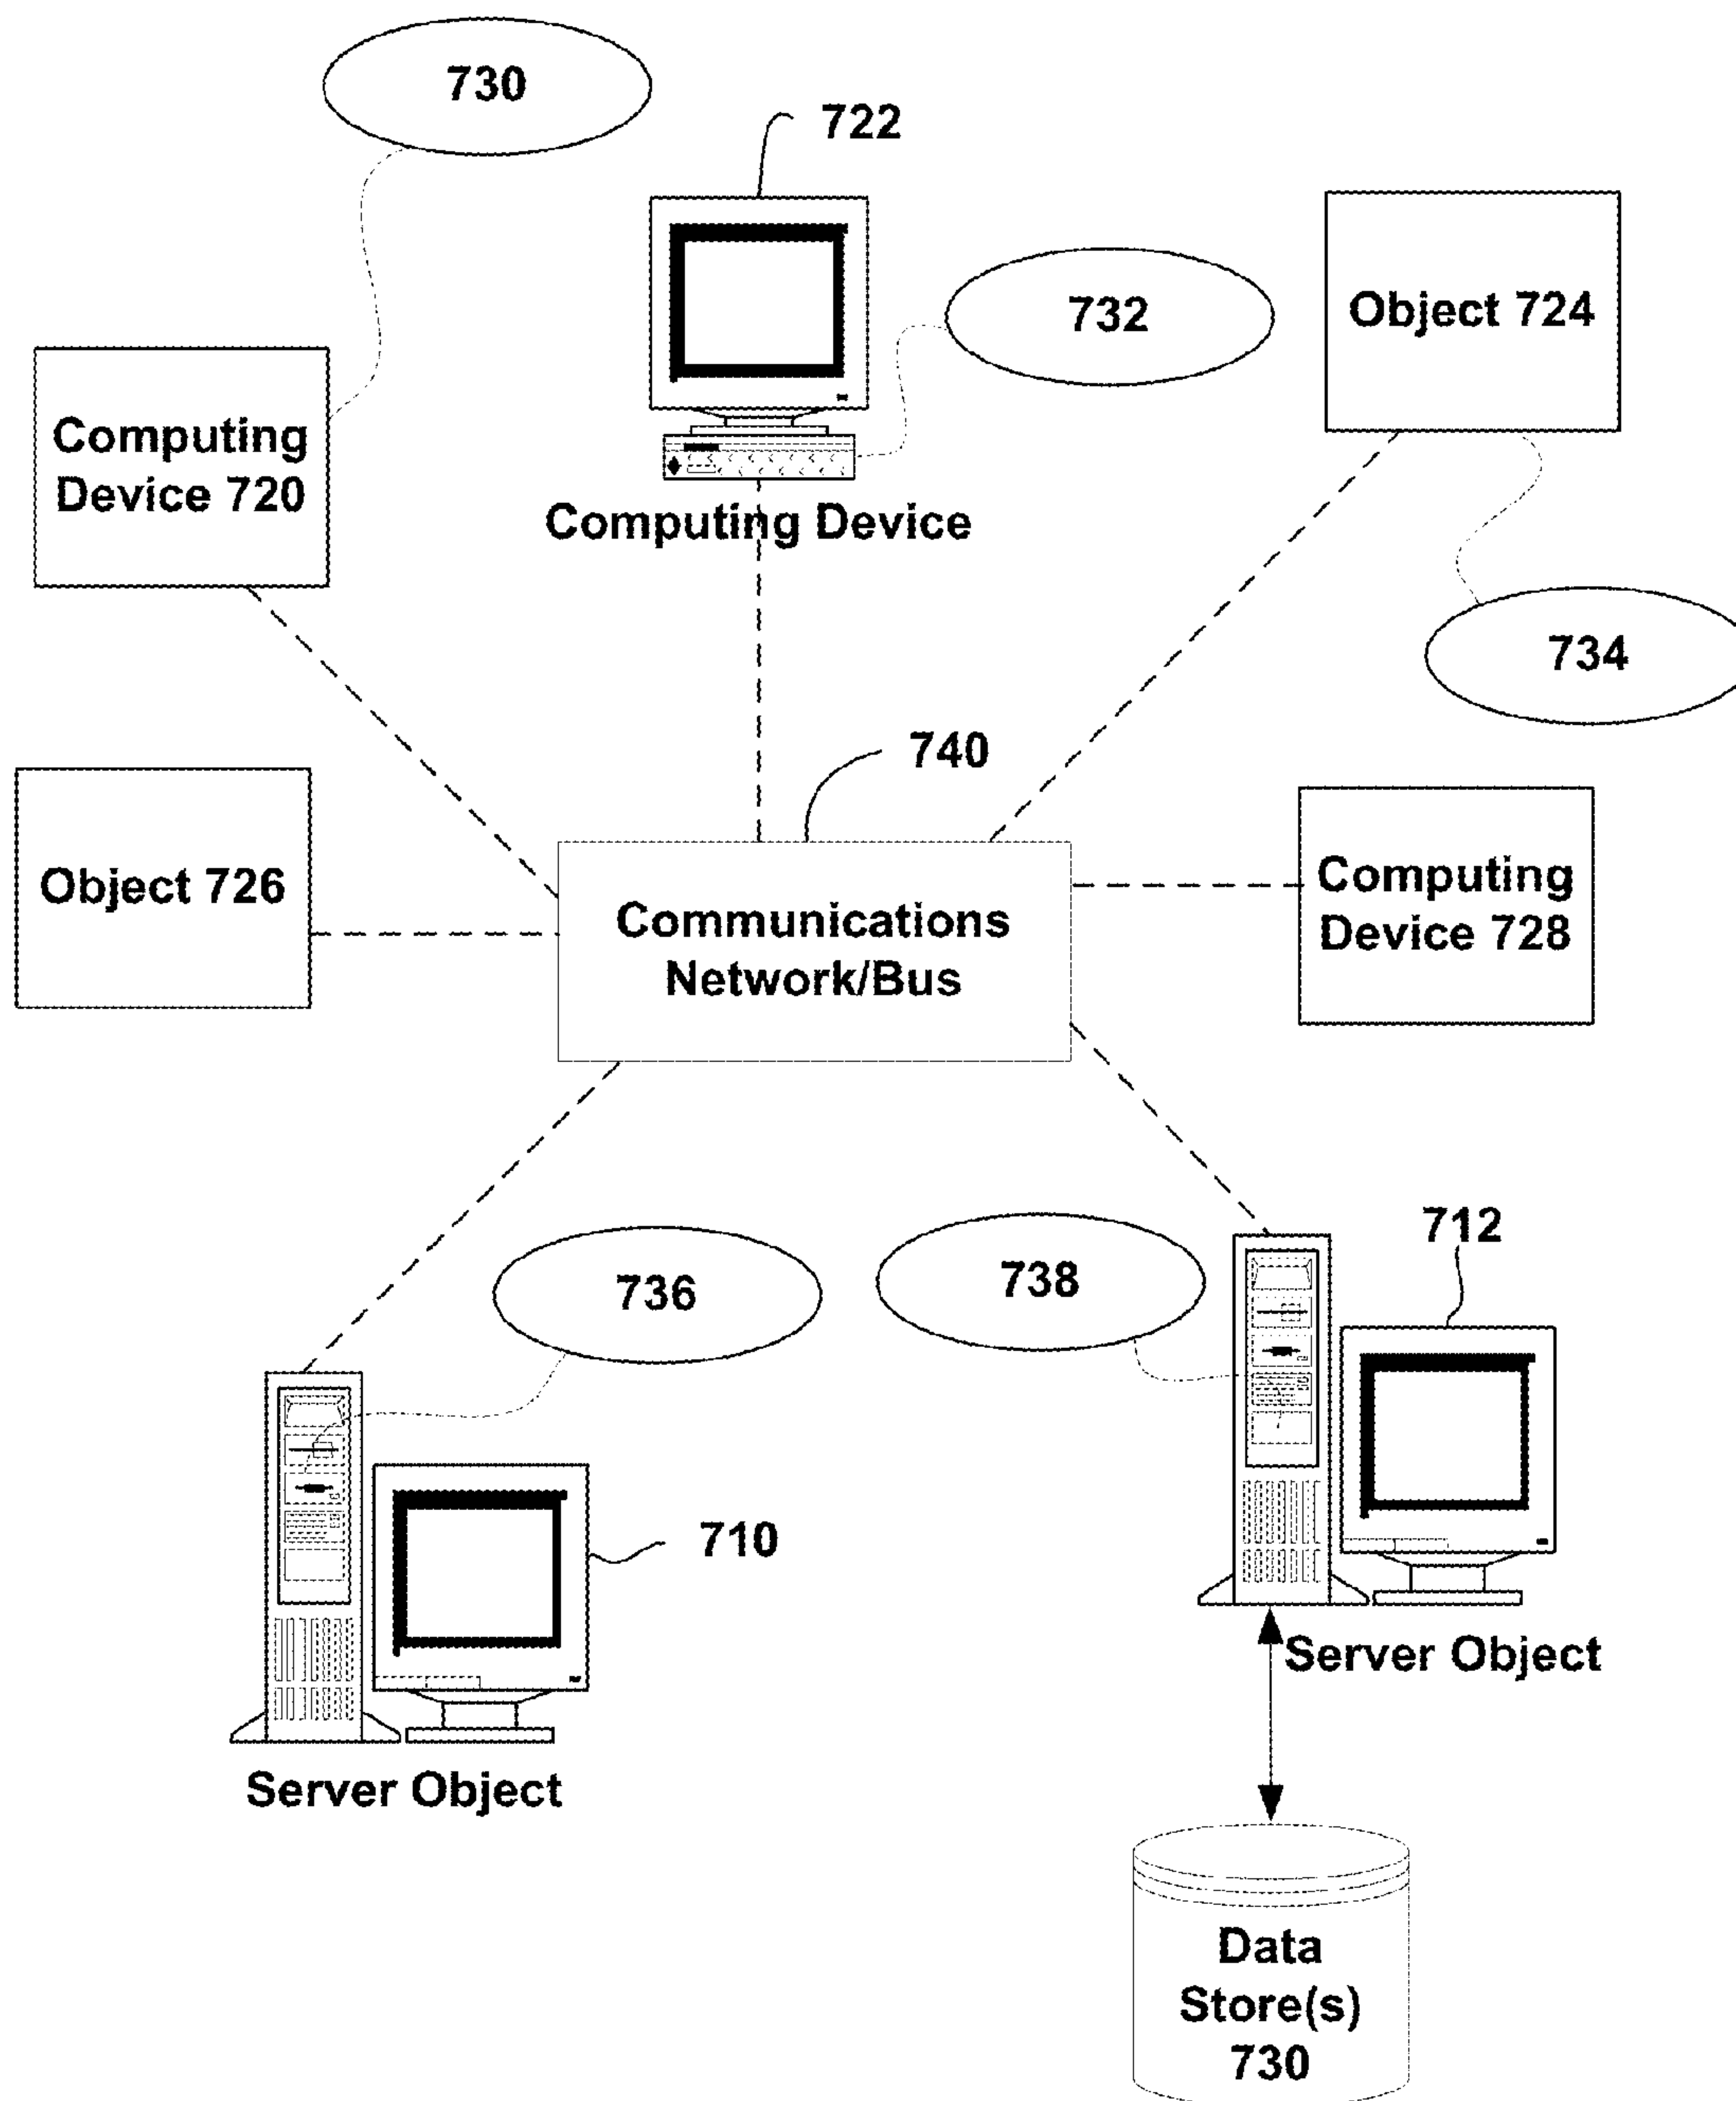 730
722
732
Object 724
Computing
Device 720
Computing Device
734
740
Object 726
Communications
Network/Bus
Computing
Device 728
736
738
712
710
Server Object
Server Object
Data
Store(s)
730